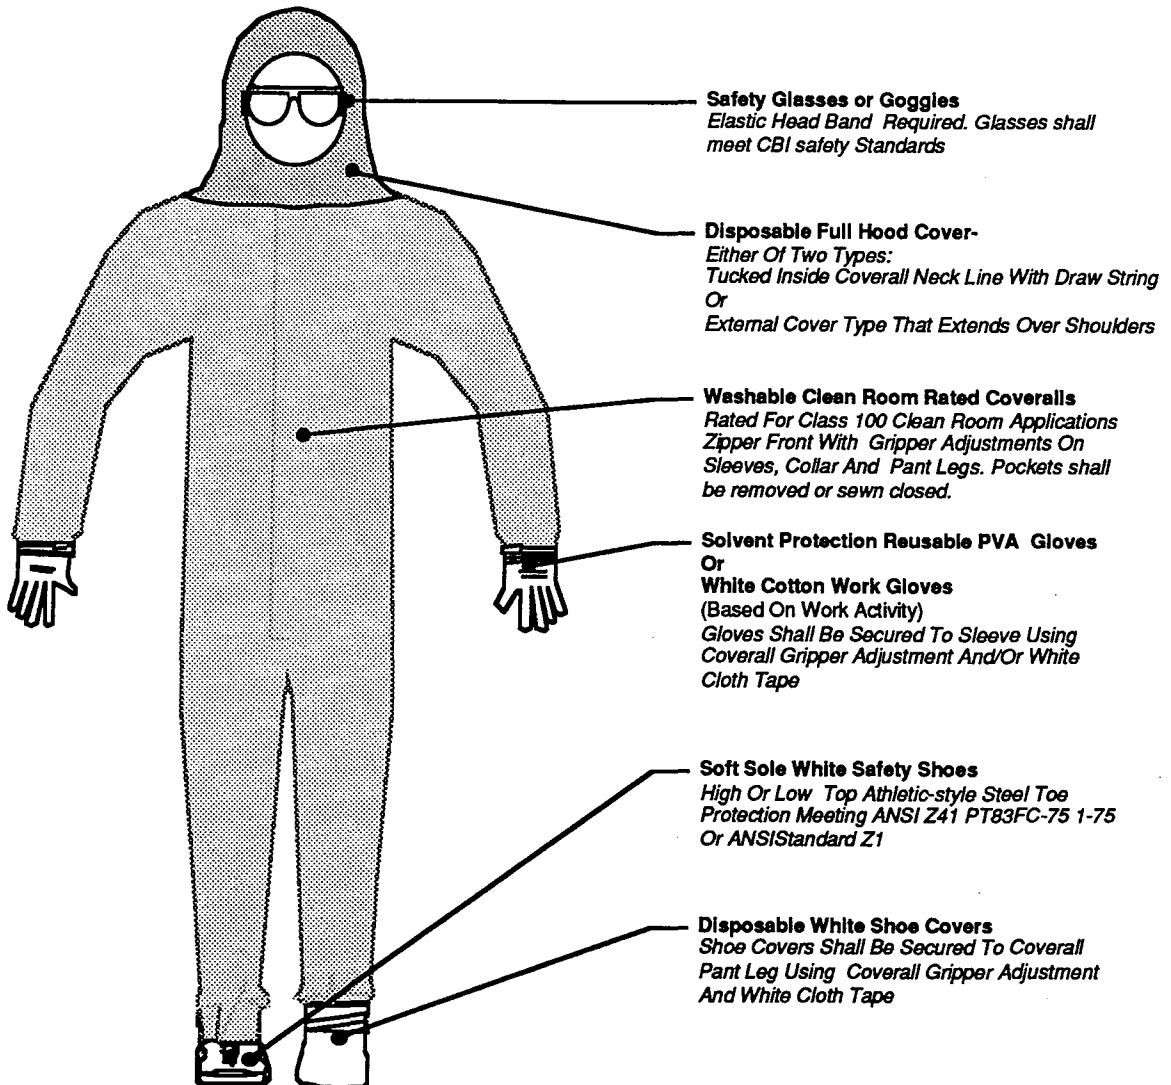 Safety Glasses or Goggles
Elastic Head Band Required. Glasses shall
meet CBI safety Standards
Disposable Full Hood Cover-
Either Of Two Types:
Tucked Inside Coverall Neck Line With Draw String
Or
External Cover Type That Extends Over Shoulders
Washable Clean Room Rated Coveralls
Rated For Class 100 Clean Room Applications
Zipper Front With Gripper Adjustments On
Sleeves, Collar And Pant Legs. Pockets shall
be removed or sewn closed.
Solvent Protection Reusable PVA Gloves
Or
White Cotton Work Gloves
(Based On Work Activity)
Gloves Shall Be Secured To Sleeve Using
Coverall Gripper Adjustment And/Or White
Cloth Tape
Soft Sole White Safety Shoes
High Or Low Top Athletic-style Steel Toe
Protection Meeting ANSI Z41 PT83FC-75 1-75
Or ANSIStandard Z1
Disposable White Shoe Covers
Shoe Covers Shall Be Secured To Coverall
Pant Leg Using Coverall Gripper Adjustment
And White Cloth Tape